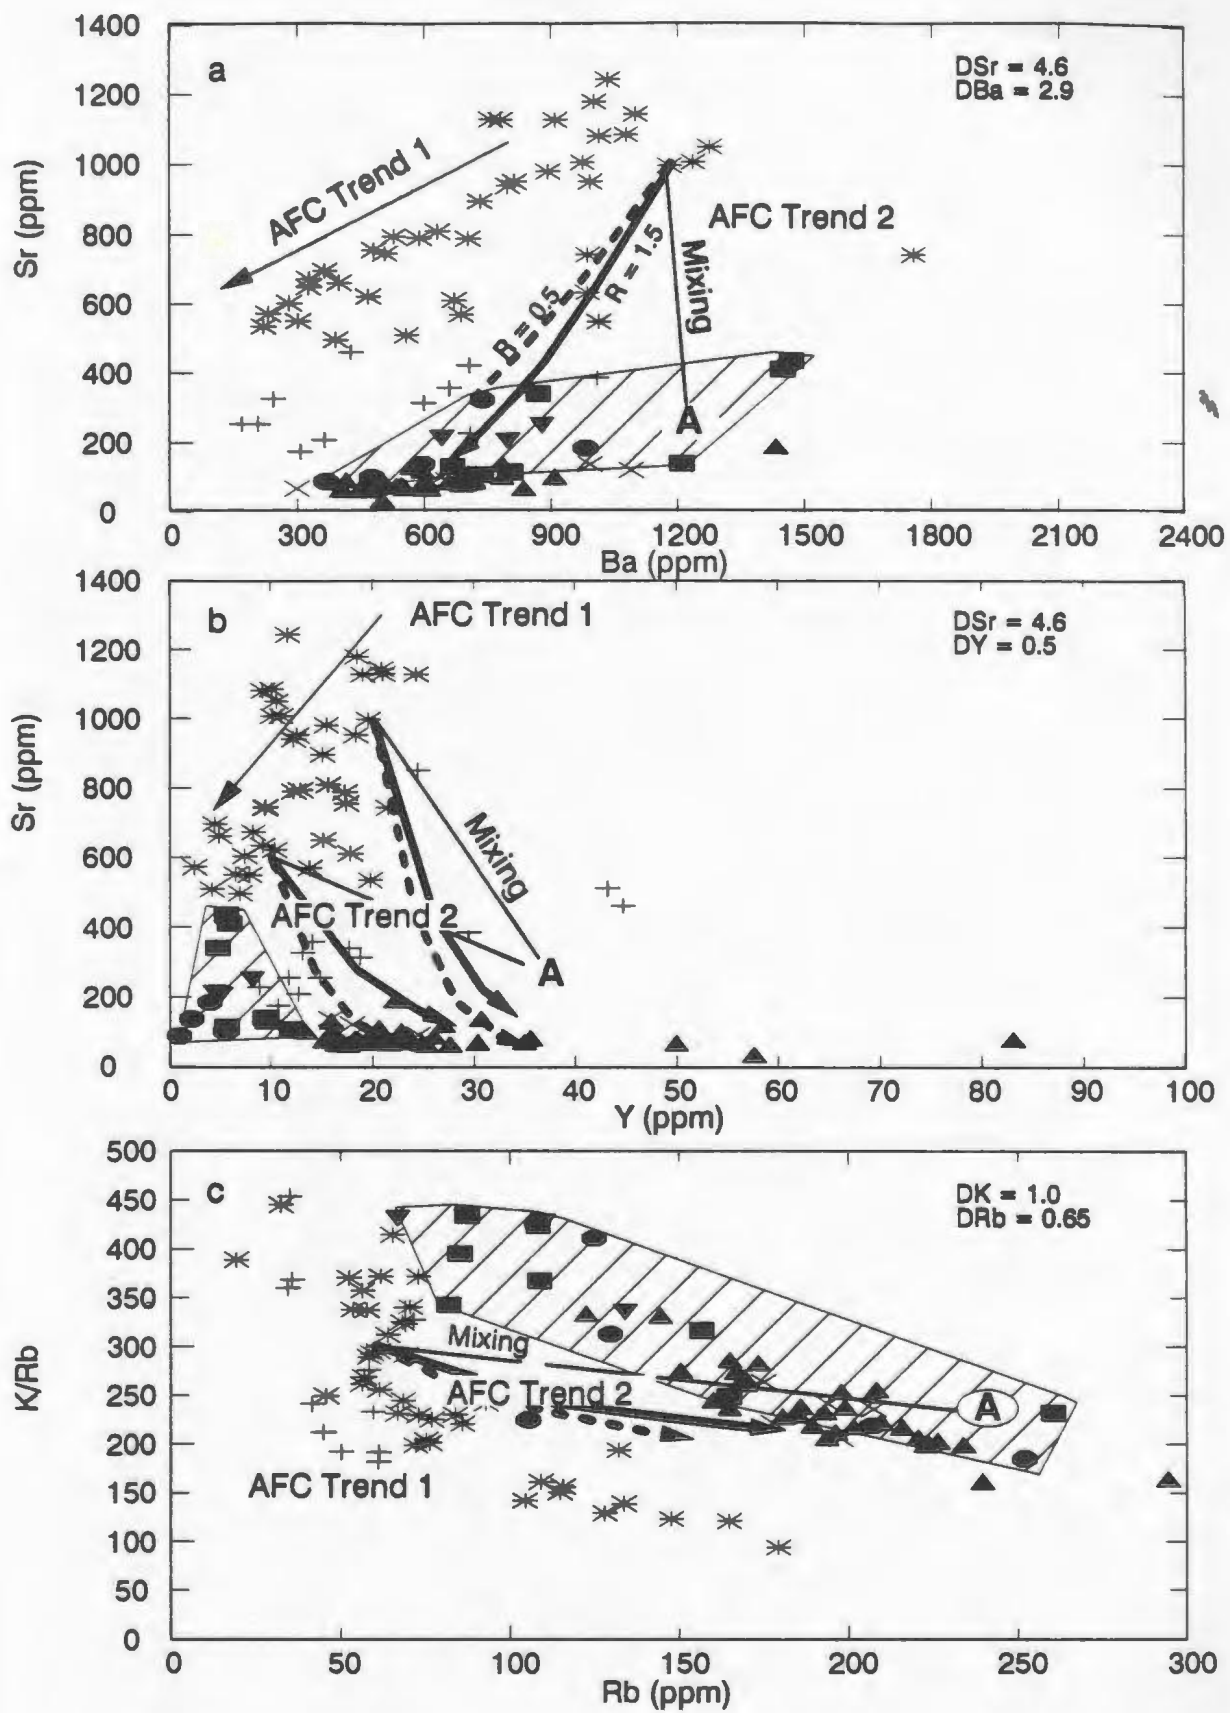 1400
1200
1000
800
600
400
200
0
Sr (ppm)
a
DSr = 4.6
DBa = 2.9
AFC Trend 1
AFC Trend 2
Mixing
R = 1.5
R = 0.5
A
0 300 600 900 1200 1500 1800 2100 2400
Ba (ppm)
1400
1200
1000
800
600
400
200
0
Sr (ppm)
b
AFC Trend 1
DSr = 4.6
DY = 0.5
Mixing
AFC Trend 2
A
0 10 20 30 40 50 60 70 80 90 100
Y (ppm)
500
450
400
350
300
250
200
150
100
50
0
K/Rb
c
DK = 1.0
DRb = 0.65
Mixing
AFC Trend 2
A
AFC Trend 1
0 50 100 150 200 250 300
Rb (ppm)